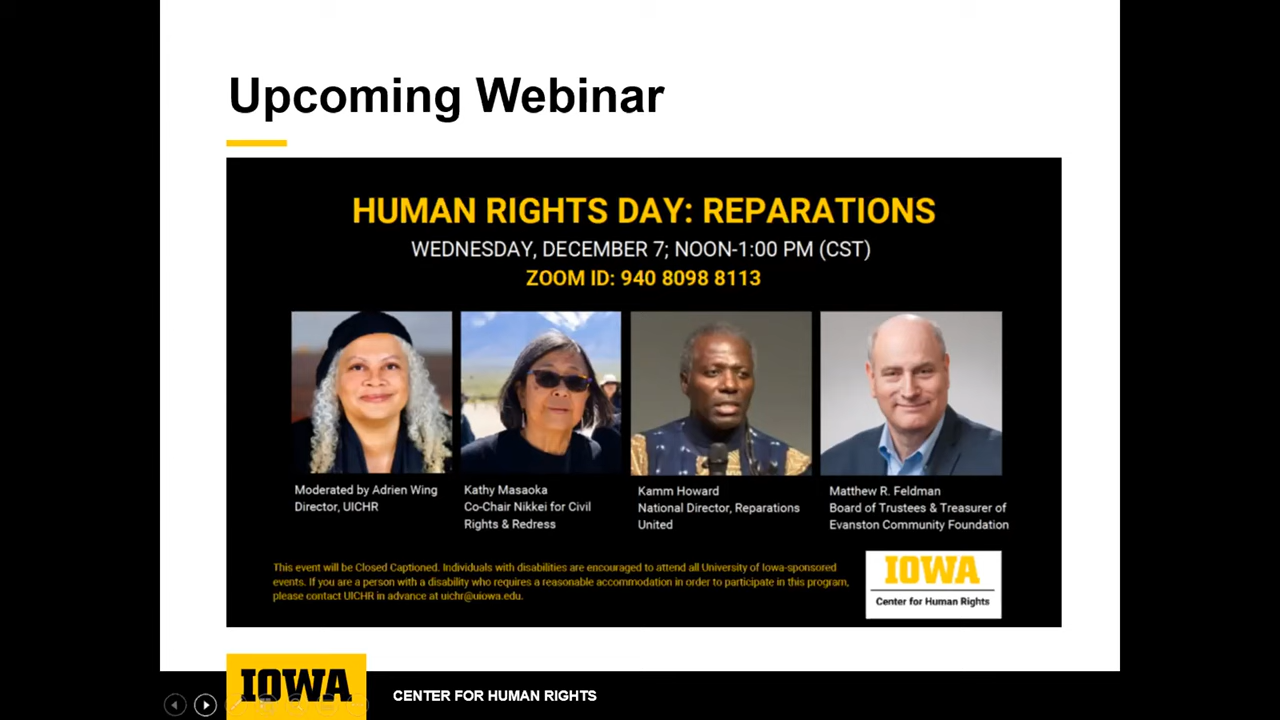 Upcoming Webinar
HUMAN RIGHTS DAY: REPARATIONS
WEDNESDAY, DECEMBER 7; NOON-1:00 PM (CST)
ZOOM ID: 940 8098 8113
Moderated by Adrien Wing
Director, UICHR
Kathy Masaoka
Co-Chair Nikkei for Civil
Rights & Redress
Kamm Howard
National Director, Reparations
United
Matthew R. Feldman
Board of Trustees & Treasurer of
Evanston Community Foundation
This event will be Closed Captioned. Individuals with disabilities are encouraged to attend all University of Iowa-sponsored
events. If you are a person with a disability who requires a reasonable accommodation in order to participate in this program,
please contact UICHR in advance at uichr@uiowa.edu.
IOWA
Center for Human Rights
IOWA
CENTER FOR HUMAN RIGHTS